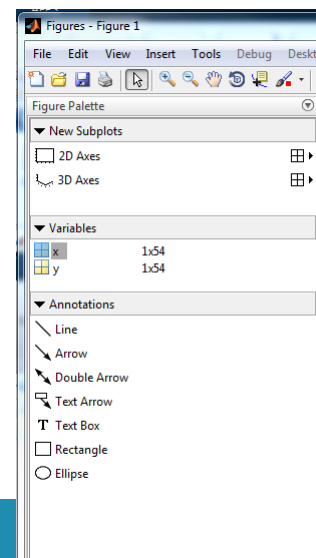 Figures - Figure 1
File Edit View Insert Tools Debug Deskt
Figure Palette
New Subplots
2D Axes
3D Axes
Variables
x 1x54
y 1x54
Annotations
Line
Arrow
Double Arrow
Text Arrow
T Text Box
Rectangle
Ellipse